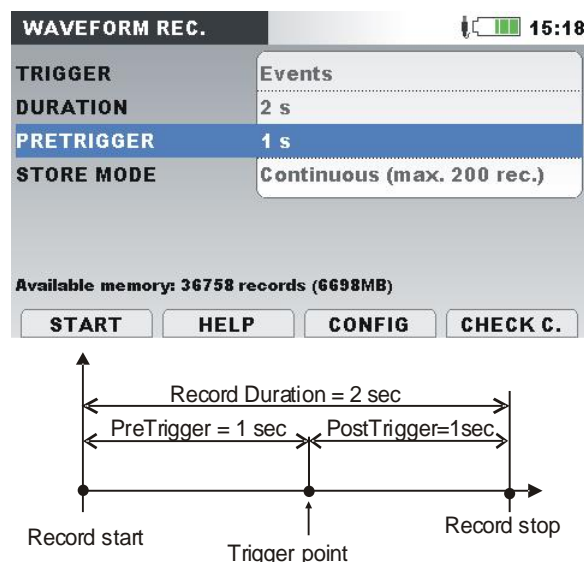 WAVEFORM REC. 15:18
TRIGGER Events
DURATION 2 s
PRETRIGGER 1 s
STORE MODE Continuous (max. 200 rec.)
Available memory: 36758 records (6698MB)
START HELP CONFIG CHECK C.
Record Duration = 2 sec
PreTrigger = 1 sec PostTrigger=1sec
Record start Record stop
Trigger point